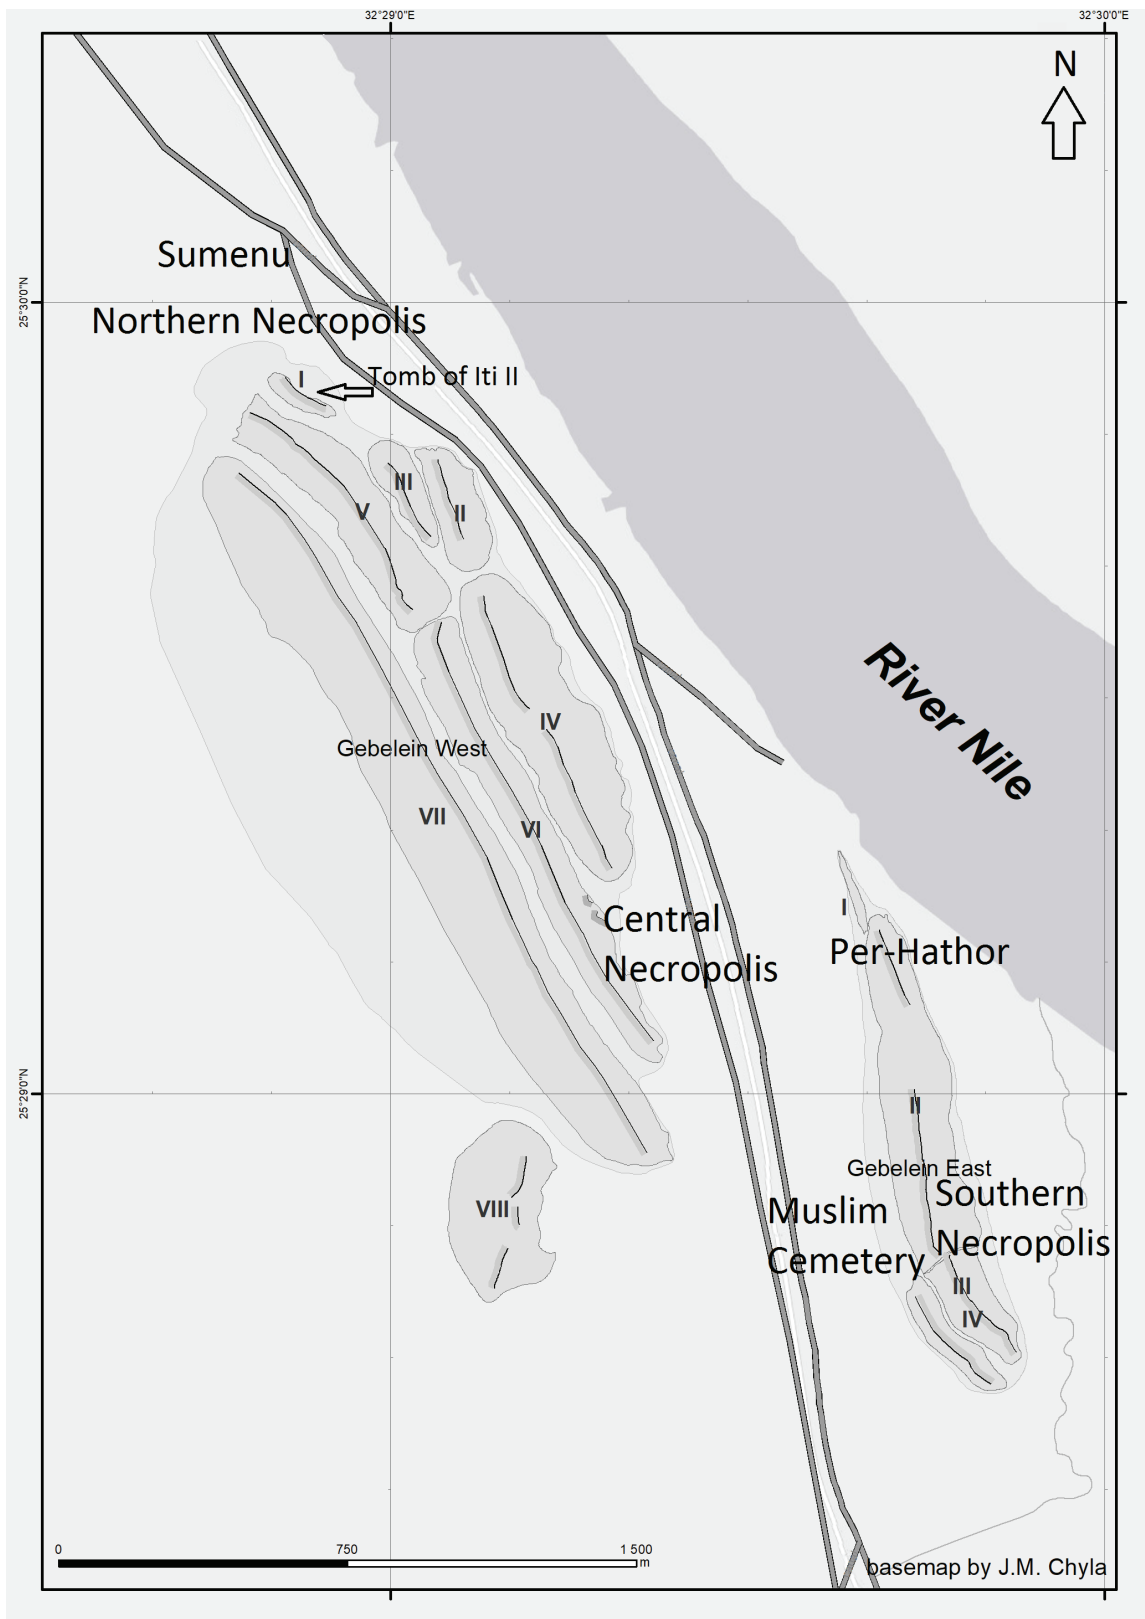 32°29'0"E
32°30'0"E
N
Sumenu
25°30'0"N
Northern Necropolis
I
Tomb of Iti II
III
V
II
River Nile
IV
Gebelein West
VII
VI
I
Central
Necropolis
Per-Hathor
25°29'0"N
II
Gebelein East
VIII
Southern
Necropolis
Muslim
Cemetery
III
IV
0
750
1 500
m
basemap by J.M. Chyla